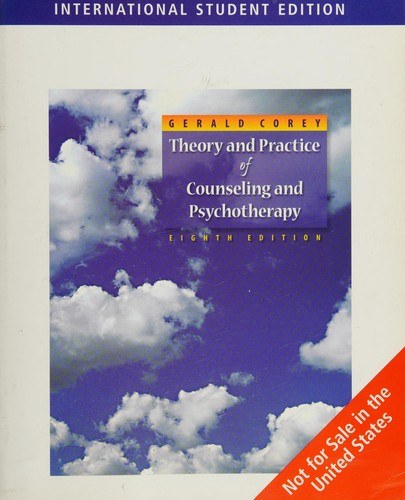 INTERNATIONAL STUDENT EDITION
GERALD COREY
Theory and Practice
of
Counseling and
Psychotherapy
EIGHTH EDITION
Not for Sale in the
United States